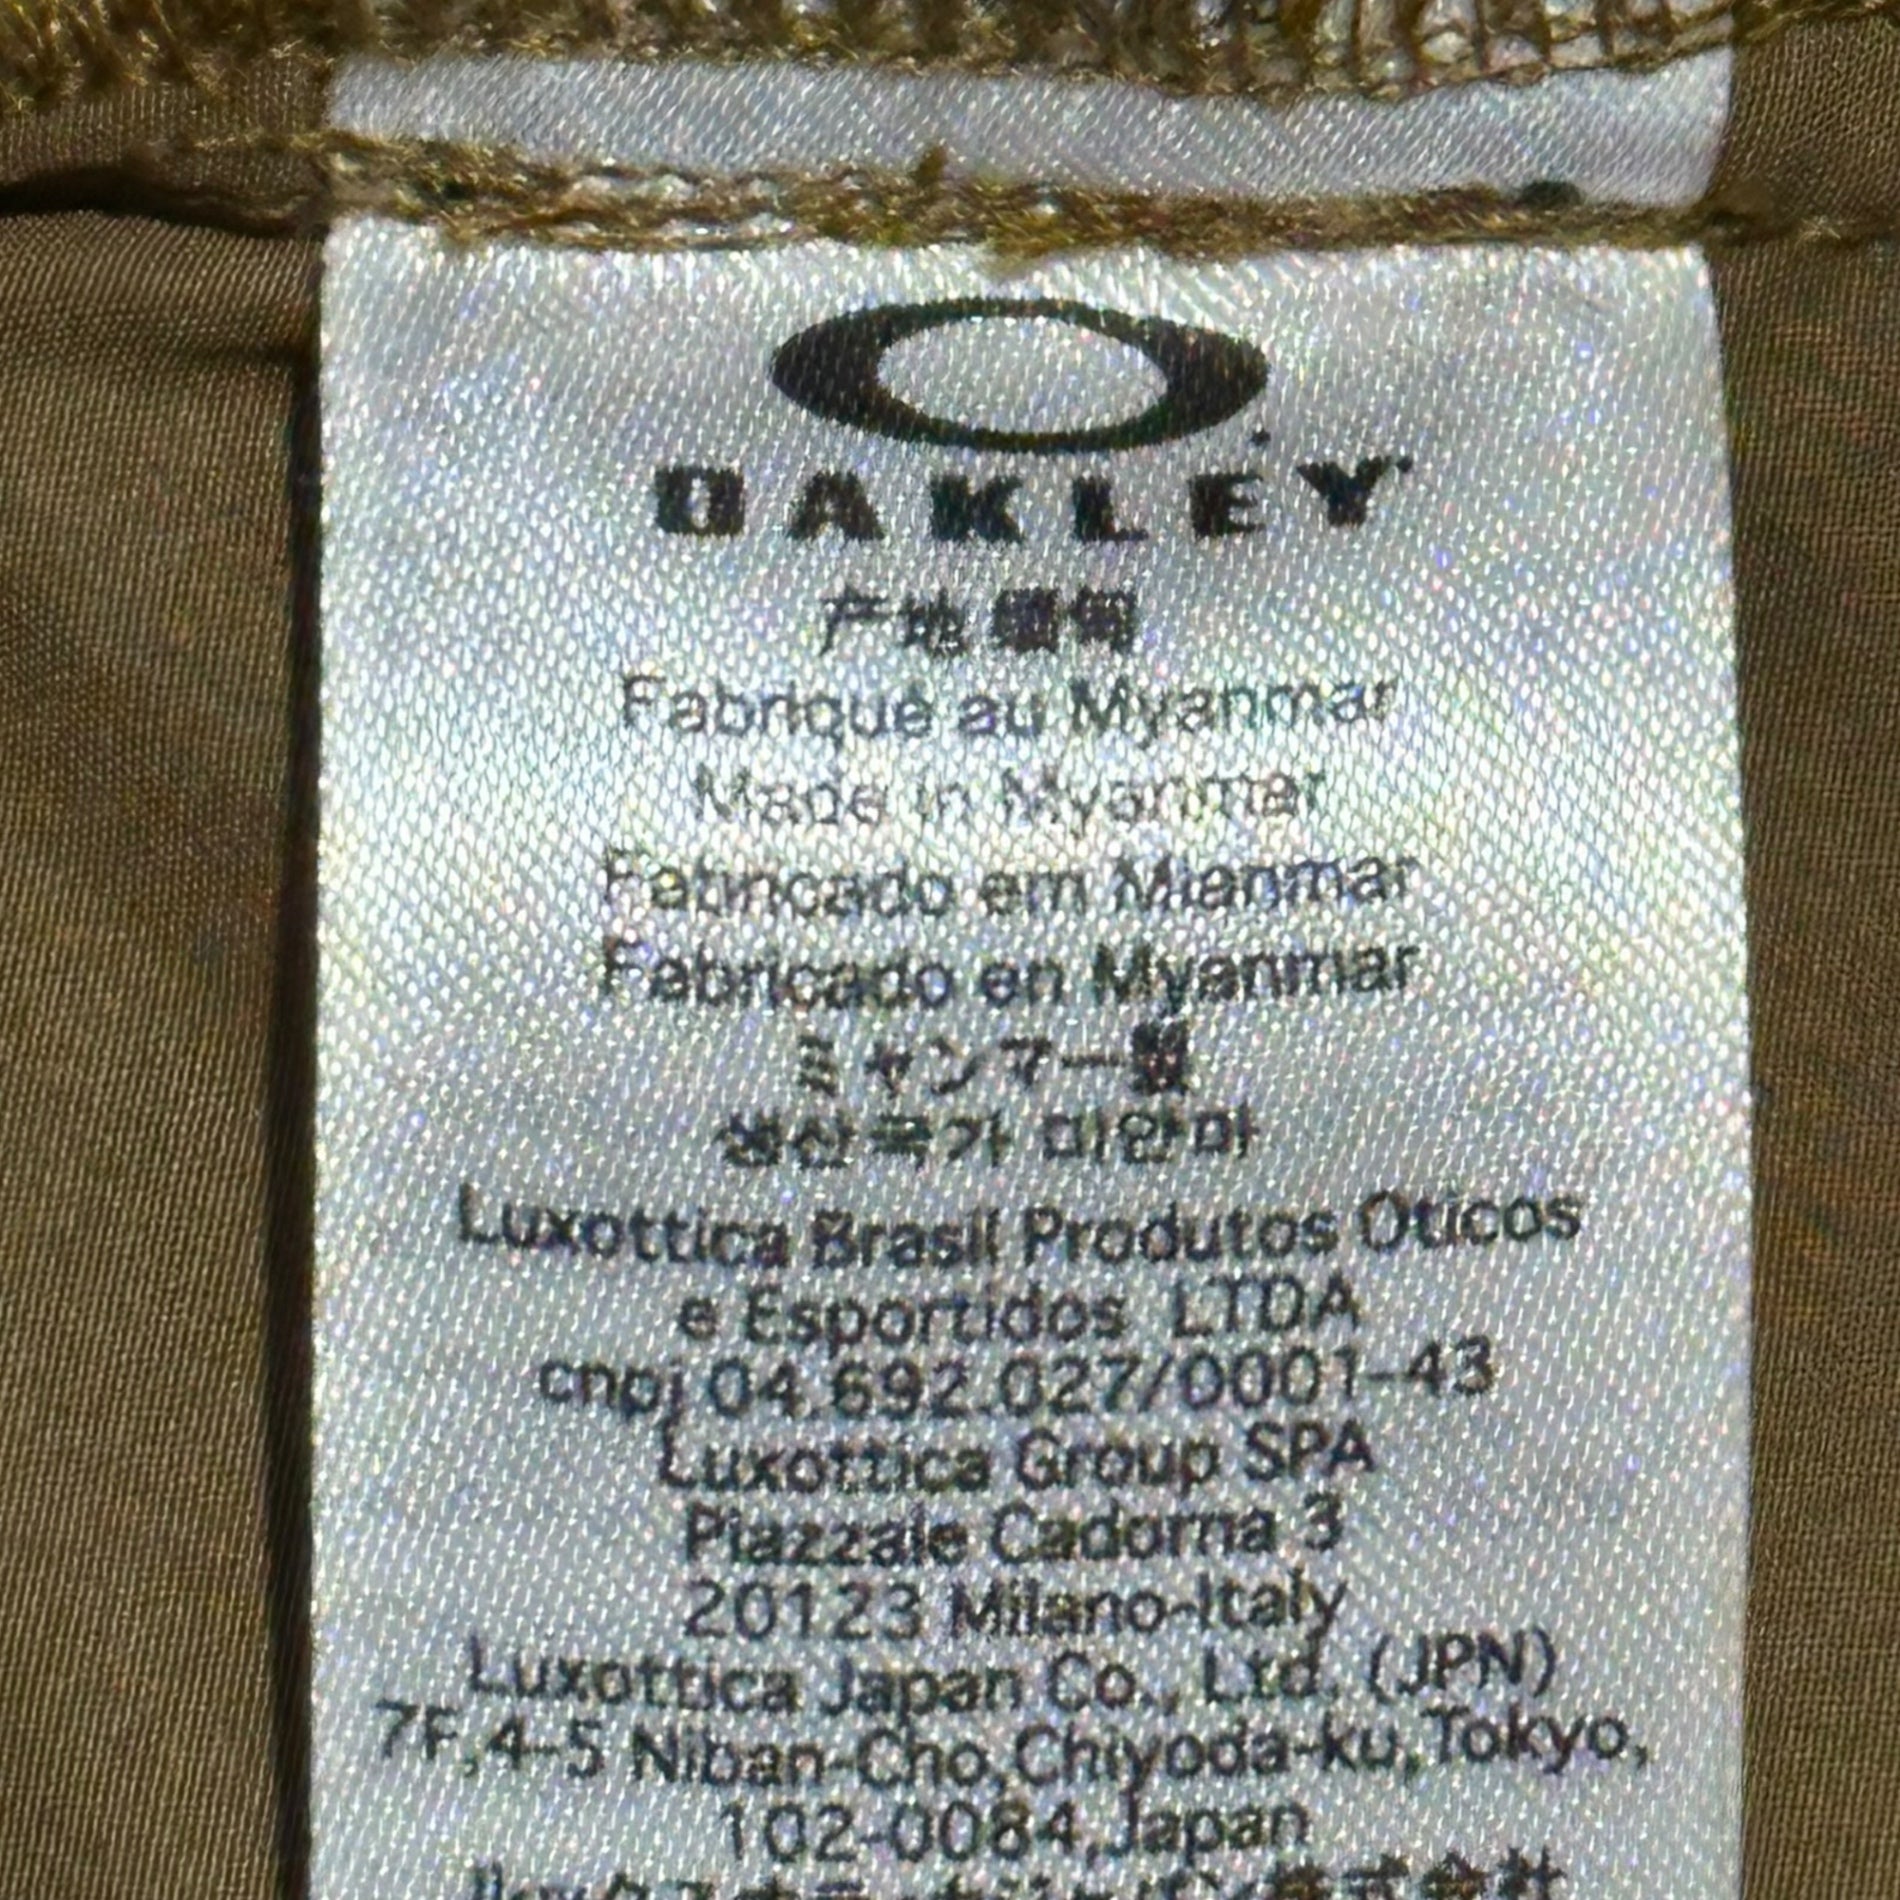 OAKLEY
产地 缅甸
Fabriqué au Myanmar
Made in Myanmar
Fabricado em Mianmar
Fabricado en Myanmar
ミャンマー製
생산국가 미얀마
Luxottica Brasil Produtos Oticos
e Esportidos LTDA
cnpj 04.692.027/0001-43
Luxottica Group SPA
Piazzale Cadorna 3
20123 Milano-Italy
Luxottica Japan Co., Ltd. (JPN)
7F,4-5 Niban-Cho,Chiyoda-ku,Tokyo,
102-0084,Japan